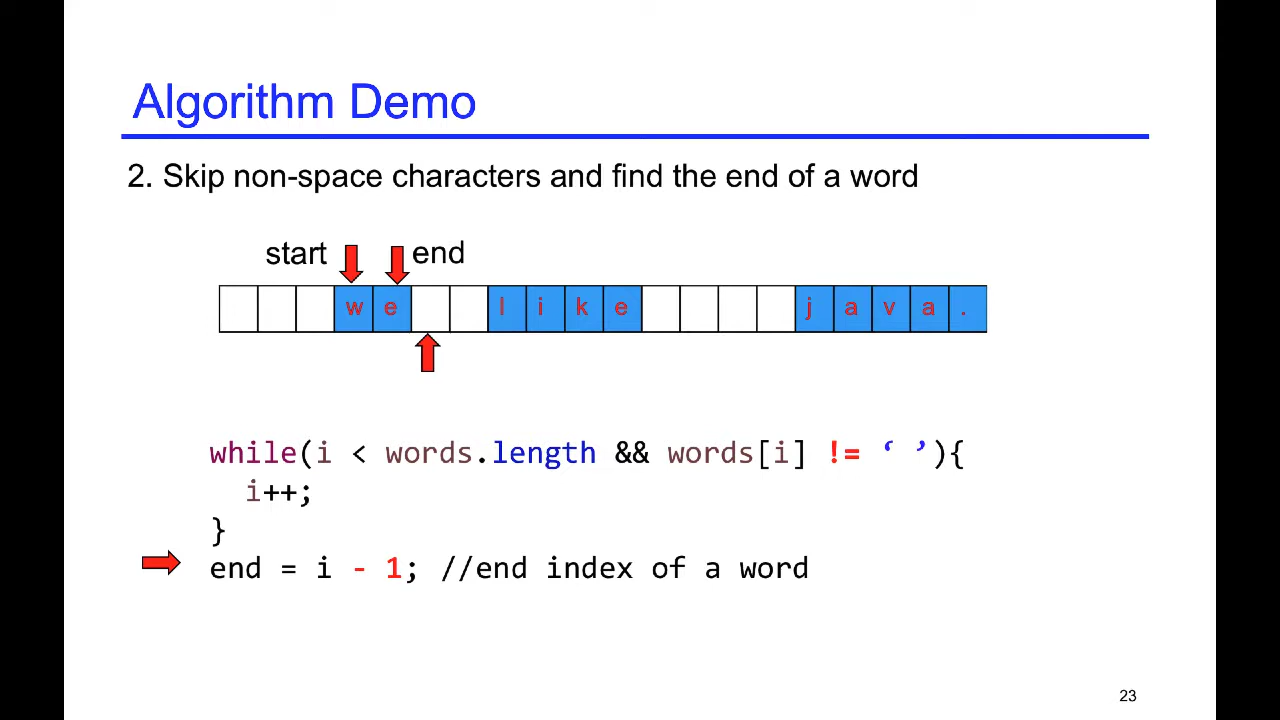 Algorithm Demo
2. Skip non-space characters and find the end of a word
start end
w e l i k e j a v a .
while(i < words.length && words[i] != ‘ ’){
i++;
}
end = i - 1; //end index of a word
23